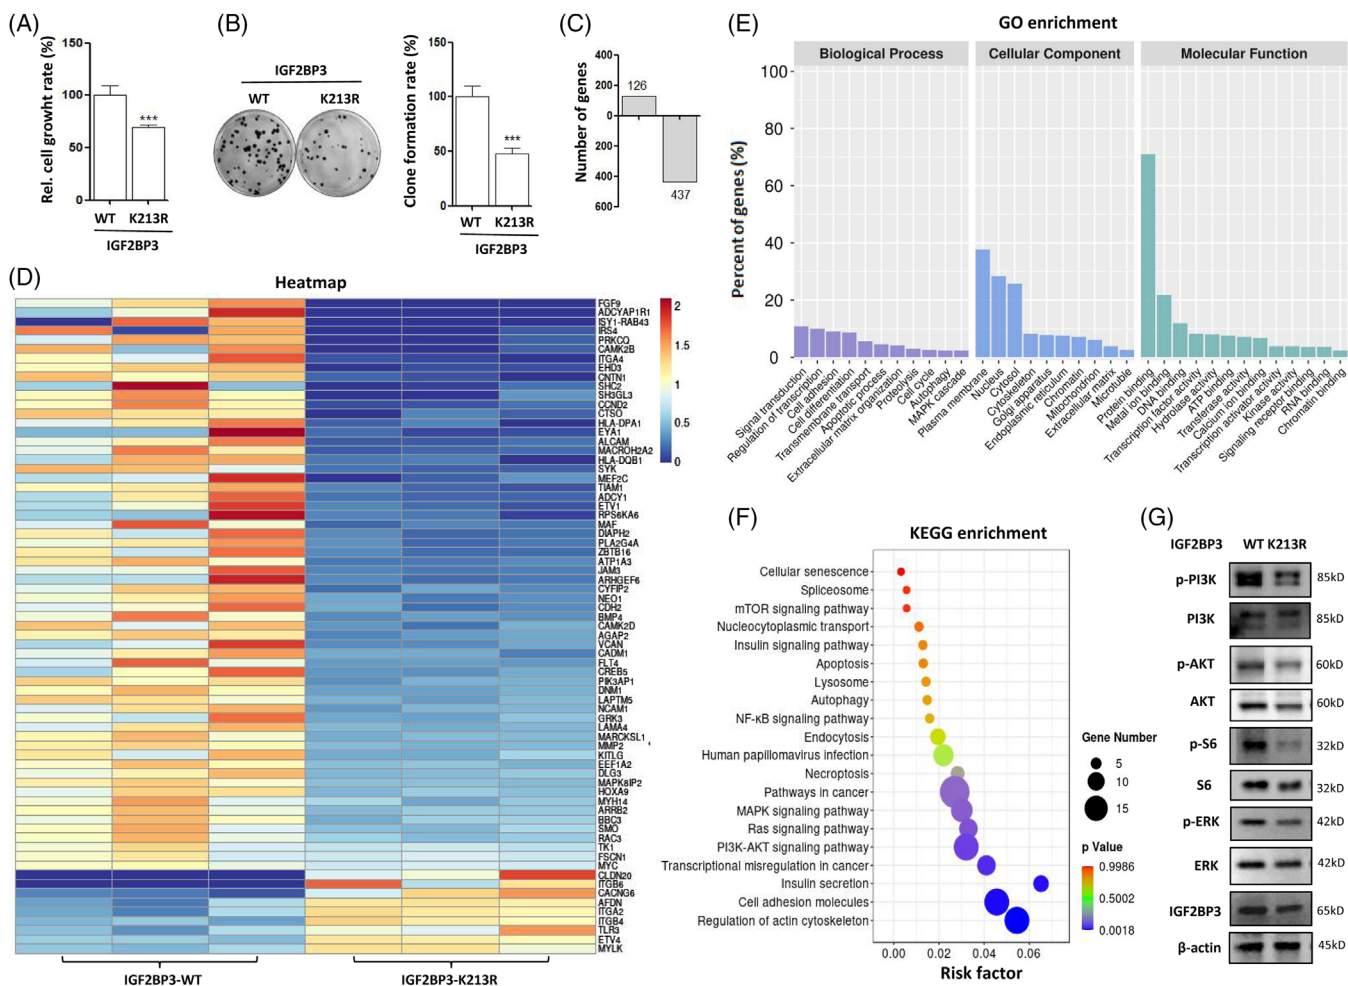 (A)
150
100
50
0
Rel. cell growht rate (%)
***
WT K213R
IGF2BP3
(B)
IGF2BP3
WT K213R
150
100
50
0
Clone formation rate (%)
***
WT K213R
IGF2BP3
(C)
400
200
0
200
400
600
Number of genes
126
437
(D)
Heatmap
FGF9
ADCYAP1R1
ISY1-RAB43
IRS4
PRKCQ
CAMK2B
ITGA4
EHD3
CNTN1
SHC2
SH3GL3
CCND2
CTSO
HLA-DPA1
EYA1
ALCAM
MACROH2A2
HLA-DQB1
SYK
MEF2C
TIAM1
ADCY1
ETV1
RPS6KA6
MAF
DIAPH2
PLA2G4A
ZBTB16
ATP1A3
JAM3
ARHGEF6
CYFIP2
NEO1
CDH2
BMP4
CAMK2D
AGAP2
VCAN
CADM1
FLT4
CREB5
PIK3AP1
DNM1
LAPTM5
NCAM1
GRK3
LAMA4
MARCKSL1
MMP2
KITLG
EEF1A2
DLG3
MAPK8IP2
HOXA9
MYH14
ARRB2
BBC3
SMO
RAC3
TK1
FSCN1
MYC
CLDN20
ITGB6
CACNG6
AFDN
ITGA2
ITGB4
TLR3
ETV4
MYLK
2
1.5
1
0.5
0
IGF2BP3-WT
IGF2BP3-K213R
(E)
GO enrichment
Biological Process
Cellular Component
Molecular Function
100
80
60
40
20
0
Percent of genes (%)
Signal transduction
Regulation of transcription
Cell adhesion
Cell differentiation
Transmembrane transport
Apoptotic process
Extracellular matrix organization
Proteolysis
Cell cycle
Autophagy
MAPK cascade
Plasma membrane
Nucleus
Cytosol
Cytoskeleton
Golgi apparatus
Endoplasmic reticulum
Chromatin
Mitochondrion
Extracellular matrix
Microtuble
Protein binding
Metal ion binding
DNA binding
Transcription factor activity
Hydrolase activity
ATP binding
Transferase activity
Calcium ion binding
Transcription activator activity
Kinase activity
Signaling receptor binding
RNA binding
Chromatin binding
(F)
KEGG enrichment
Cellular senescence
Spliceosome
mTOR signaling pathway
Nucleocytoplasmic transport
Insulin signaling pathway
Apoptosis
Lysosome
Autophagy
NF-κB signaling pathway
Endocytosis
Human papillomavirus infection
Necroptosis
Pathways in cancer
MAPK signaling pathway
Ras signaling pathway
PI3K-AKT signaling pathway
Transcriptional misregulation in cancer
Insulin secretion
Cell adhesion molecules
Regulation of actin cytoskeleton
0.00 0.02 0.04 0.06
Risk factor
Gene Number
5
10
15
p Value
0.9986
0.5002
0.0018
(G)
IGF2BP3 WT K213R
p-PI3K 85kD
PI3K 85kD
p-AKT 60kD
AKT 60kD
p-S6 32kD
S6 32kD
p-ERK 42kD
ERK 42kD
IGF2BP3 65kD
β-actin 45kD